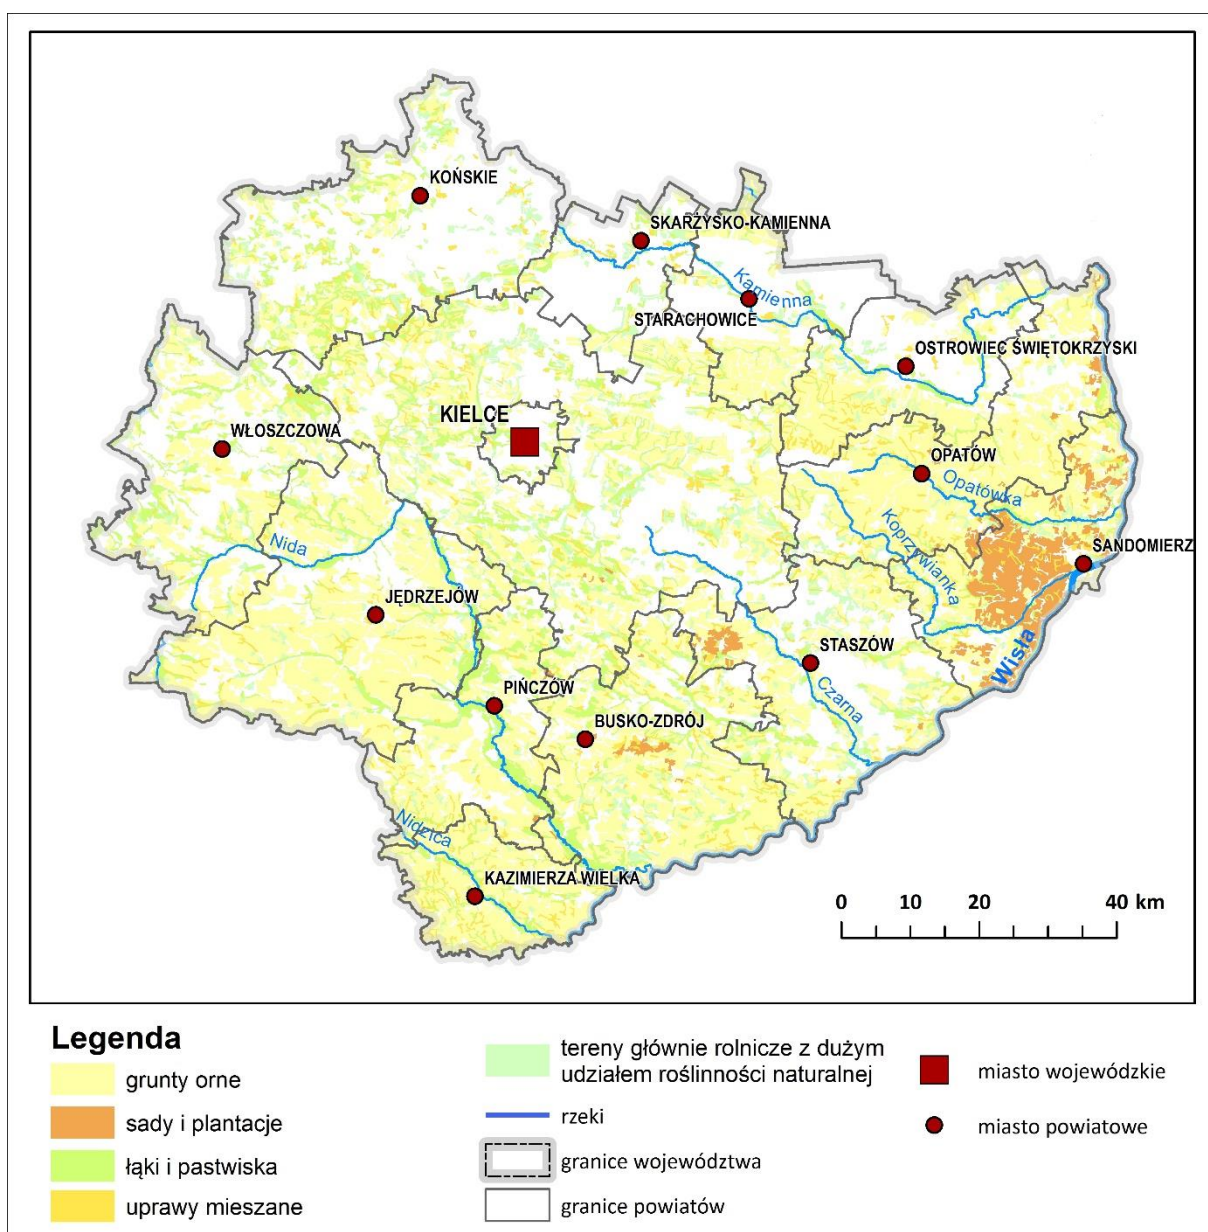 KOŃSKIE
SKARŻYSKO-KAMIENNA
Kamienna
STARACHOWICE
OSTROWIEC ŚWIĘTOKRZYSKI
KIELCE
WŁOSZCZOWA
OPATÓW
Opatówka
Koprzywianka
Nida
SANDOMIERZ
JĘDRZEJÓW
STASZÓW
Wisła
Czarna
PIŃCZÓW
BUSKO-ZDRÓJ
Nidzica
KAZIMIERZA WIELKA
0 10 20 40 km
Legenda
grunty orne
sady i plantacje
łąki i pastwiska
uprawy mieszane
tereny głównie rolnicze z dużym
udziałem roślinności naturalnej
rzeki
granice województwa
granice powiatów
miasto wojewódzkie
miasto powiatowe